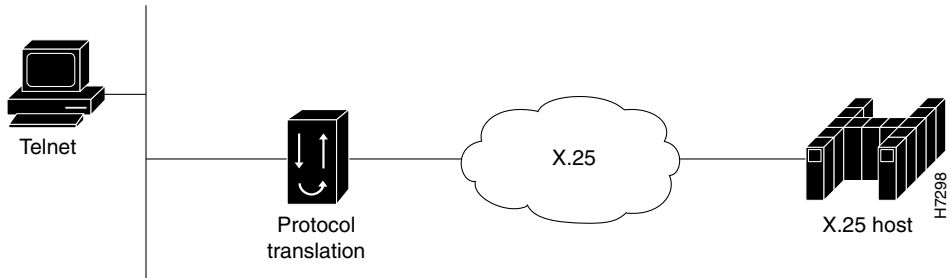 Telnet
Protocol
translation
X.25
X.25 host
H7298